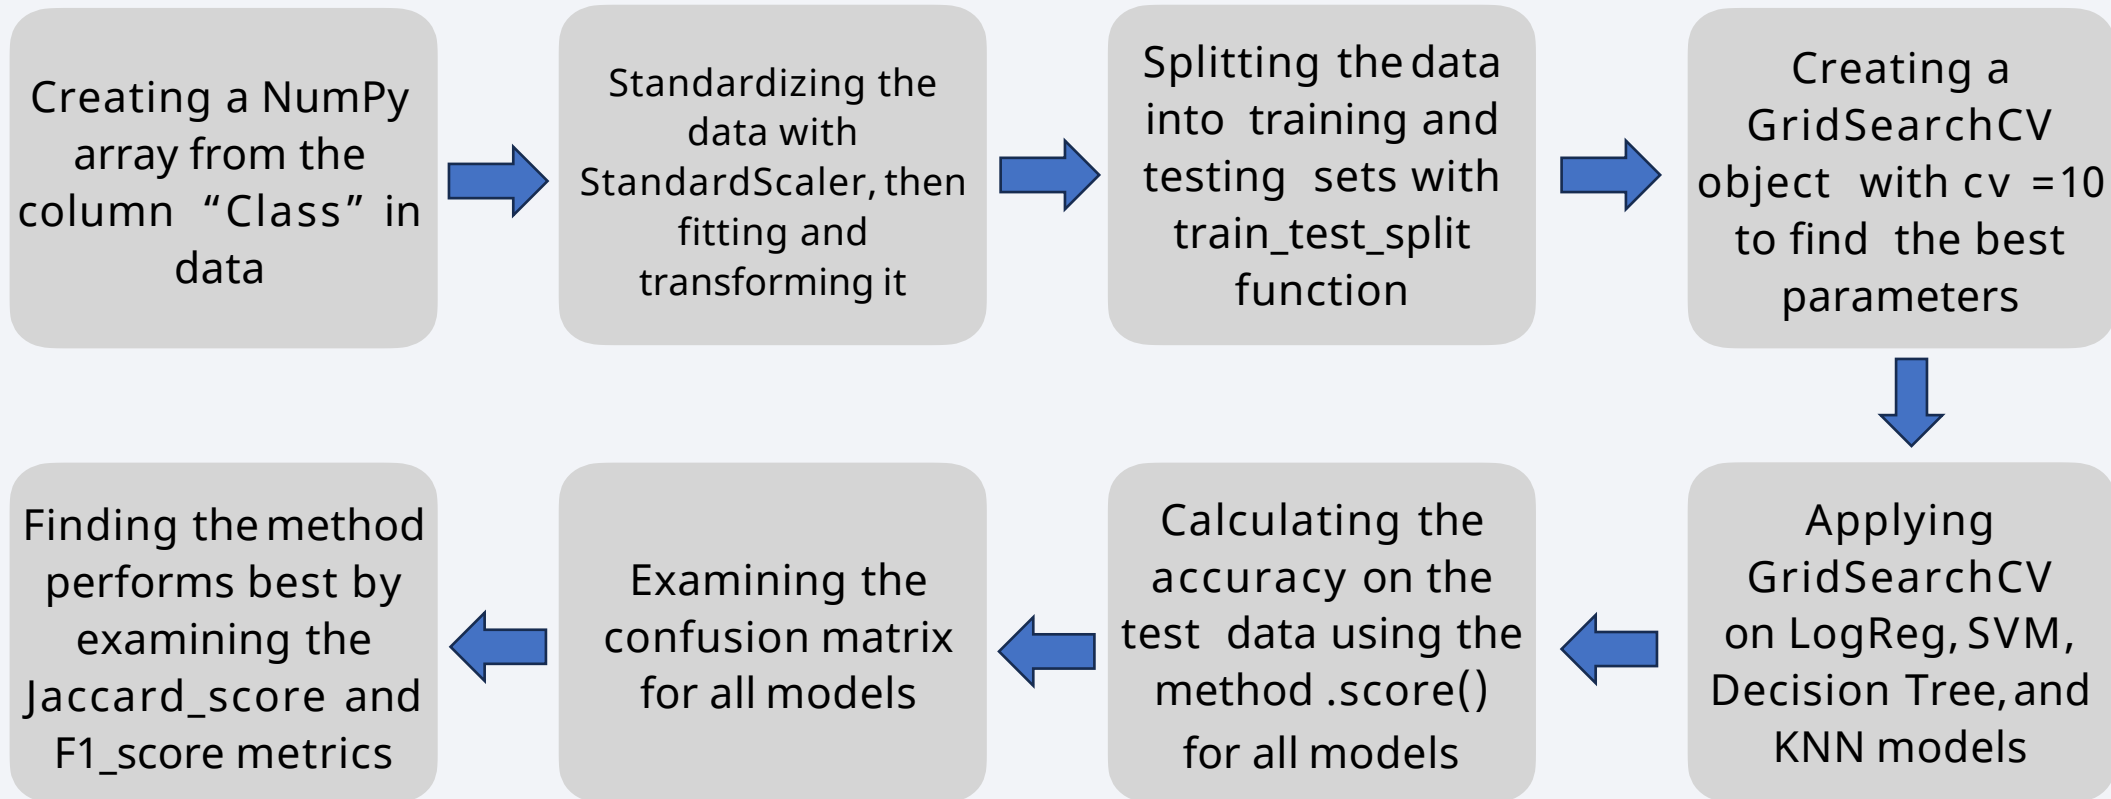 Creating a NumPy
array from the
column “Class” in
data
Standardizing the
data with
StandardScaler, then
fitting and
transforming it
Splitting the data
into training and
testing sets with
train_test_split
function
Creating a
GridSearchCV
object with cv =10
to find the best
parameters
Applying
GridSearchCV
on LogReg, SVM,
Decision Tree, and
KNN models
Calculating the
accuracy on the
test data using the
method .score()
for all models
Examining the
confusion matrix
for all models
Finding the method
performs best by
examining the
Jaccard_score and
F1_score metrics